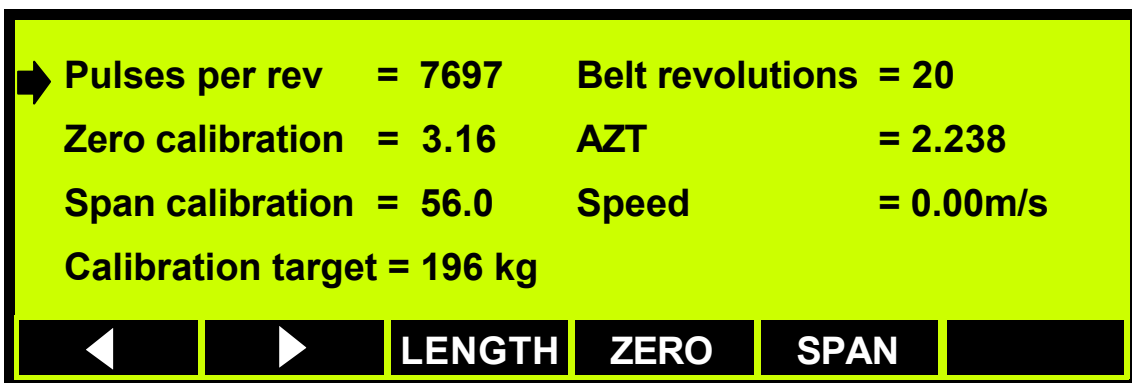 Pulses per rev = 7697 Belt revolutions = 20
Zero calibration = 3.16 AZT = 2.238
Span calibration = 56.0 Speed = 0.00m/s
Calibration target = 196 kg
LENGTH ZERO SPAN